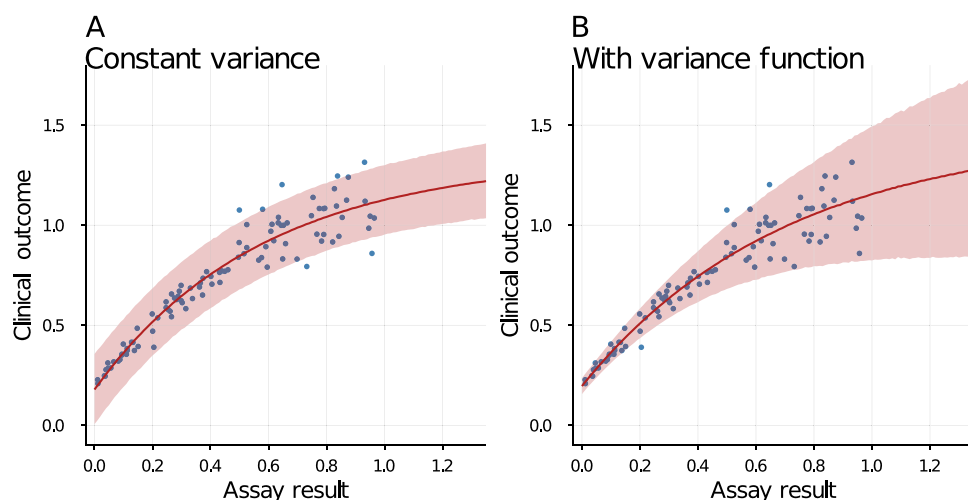 A
Constant variance
1.5
1.0
0.5
0.0
Clinical outcome
0.0 0.2 0.4 0.6 0.8 1.0 1.2
Assay result
B
With variance function
1.5
1.0
0.5
0.0
Clinical outcome
0.0 0.2 0.4 0.6 0.8 1.0 1.2
Assay result